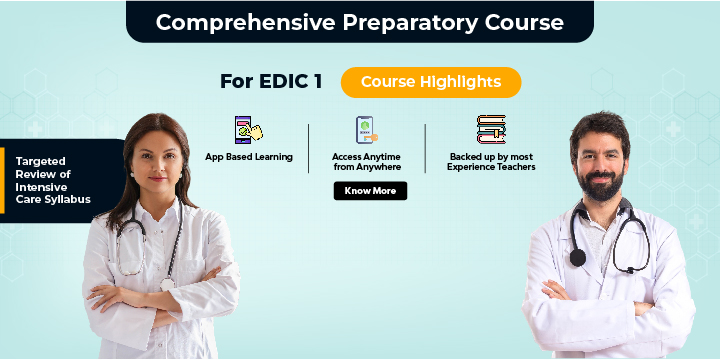 Comprehensive Preparatory Course
For EDIC 1
Course Highlights
App Based Learning
Access Anytime
from Anywhere
Backed up by most
Experience Teachers
Know More
Targeted
Review of
Intensive
Care Syllabus